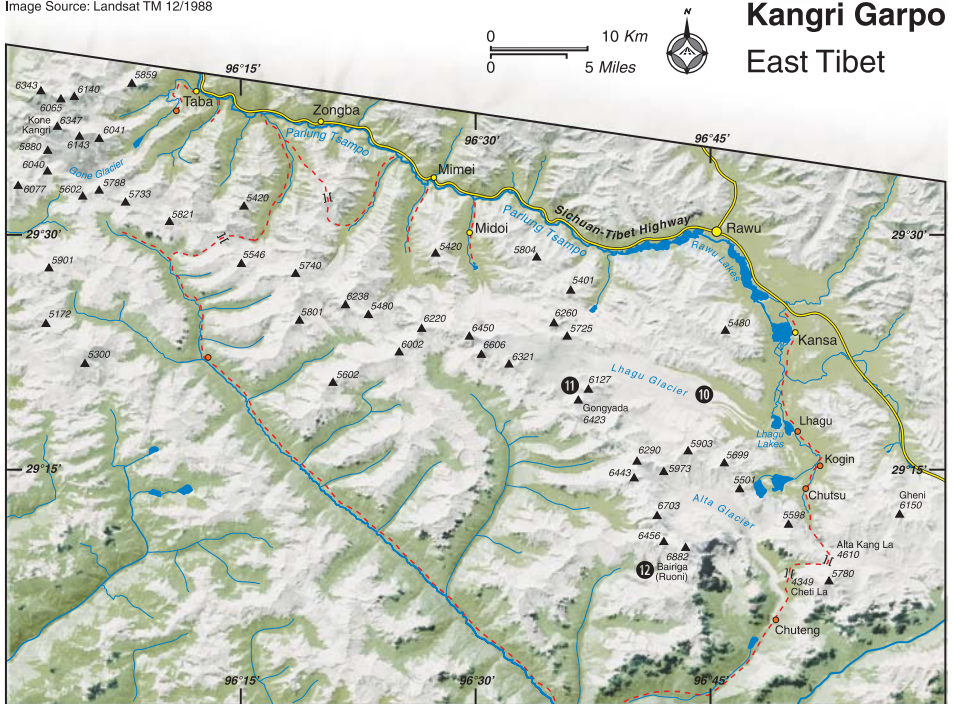 Image Source: Landsat TM 12/1988
Kangri Garpo
East Tibet
N
0 10 Km
0 5 Miles
96°15'
96°30'
96°45'
5859
6343
6140
6065
Taba
Kone
Kangri
6347
6143
6041
5880
6040
Gone Glacier
6077
5602
5788
5733
5821
5420
Zongba
Parlung Tsampo
Mimei
Midoi
Parlung Tsampo
Sichuan-Tibet Highway
Rawu
Rawu Lakes
29°30'
29°30'
5901
5546
5740
5420
5804
5401
5172
5801
6238
5480
6220
6002
6450
6606
6321
6260
5725
5480
Kansa
5300
5602
11
6127
Gongyada
6423
Lhagu Glacier
10
Lhagu
Lhagu
Lakes
Kogin
29°15'
29°15'
6290
5903
5699
6443
5973
5501
Chutsu
Gheni
6150
6703
Alta Glacier
5598
6456
6882
12
Bairiga
(Ruoni)
Alta Kang La
4610
5780
4349
Cheti La
Chuteng
96°15'
96°30'
96°45'